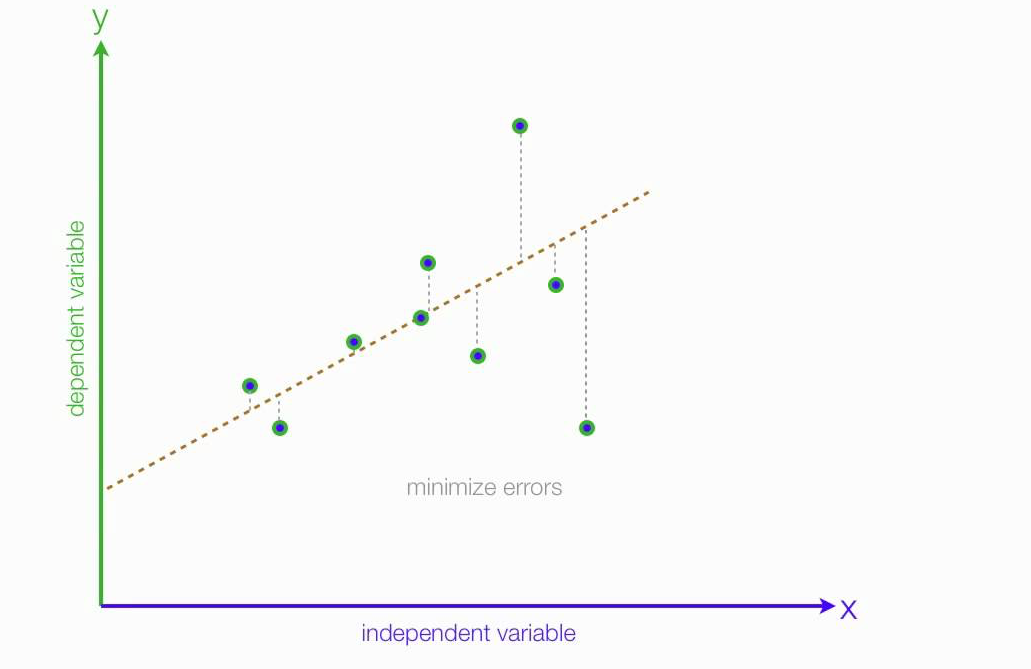 y
dependent variable
minimize errors
x
independent variable